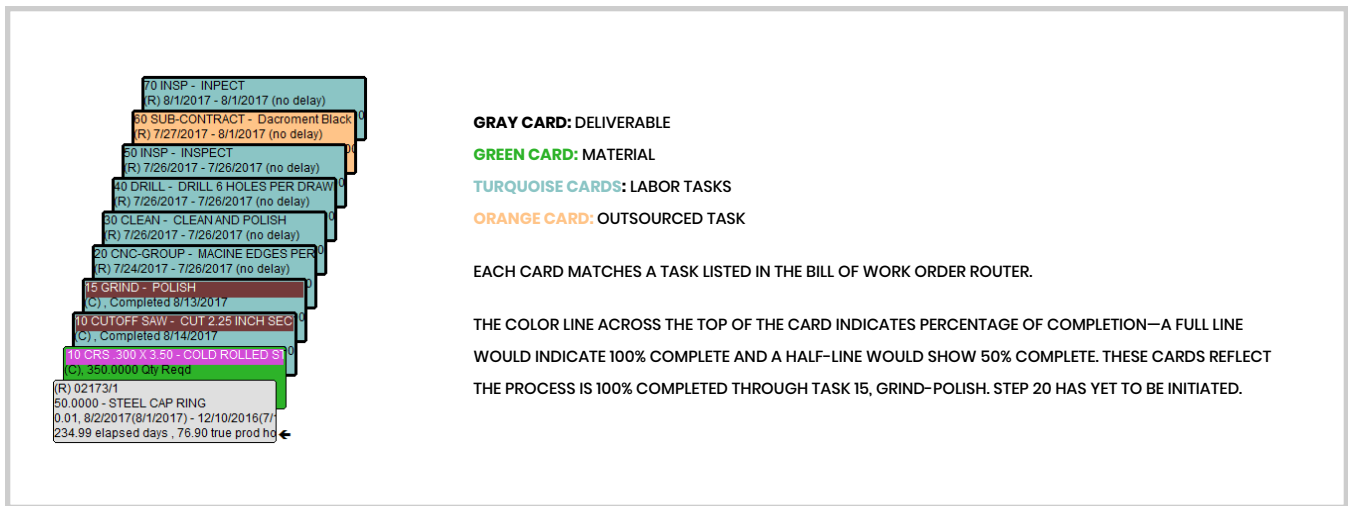 70 INSP - INPECT
(R) 8/1/2017 - 8/1/2017 (no delay)
60 SUB-CONTRACT - Dacroment Black
(R) 7/27/2017 - 8/1/2017 (no delay)
50 INSP - INSPECT
(R) 7/26/2017 - 7/26/2017 (no delay)
40 DRILL - DRILL 6 HOLES PER DRAW
(R) 7/26/2017 - 7/26/2017 (no delay)
30 CLEAN - CLEAN AND POLISH
(R) 7/26/2017 - 7/26/2017 (no delay)
20 CNC-GROUP - MACINE EDGES PER
(R) 7/24/2017 - 7/26/2017 (no delay)
15 GRIND - POLISH
(C) , Completed 8/13/2017
10 CUTOFF SAW - CUT 2.25 INCH SEC
(C) , Completed 8/14/2017
10 CRS .300 X 3.50 - COLD ROLLED ST
(C), 350.0000 Qty Reqd
(R) 02173/1
50.0000 - STEEL CAP RING
0.01, 8/2/2017(8/1/2017) - 12/10/2016(7/
234.99 elapsed days , 76.90 true prod ho
GRAY CARD: DELIVERABLE
GREEN CARD: MATERIAL
TURQUOISE CARDS: LABOR TASKS
ORANGE CARD: OUTSOURCED TASK
EACH CARD MATCHES A TASK LISTED IN THE BILL OF WORK ORDER ROUTER.
THE COLOR LINE ACROSS THE TOP OF THE CARD INDICATES PERCENTAGE OF COMPLETION—A FULL LINE
WOULD INDICATE 100% COMPLETE AND A HALF-LINE WOULD SHOW 50% COMPLETE. THESE CARDS REFLECT
THE PROCESS IS 100% COMPLETED THROUGH TASK 15, GRIND-POLISH. STEP 20 HAS YET TO BE INITIATED.